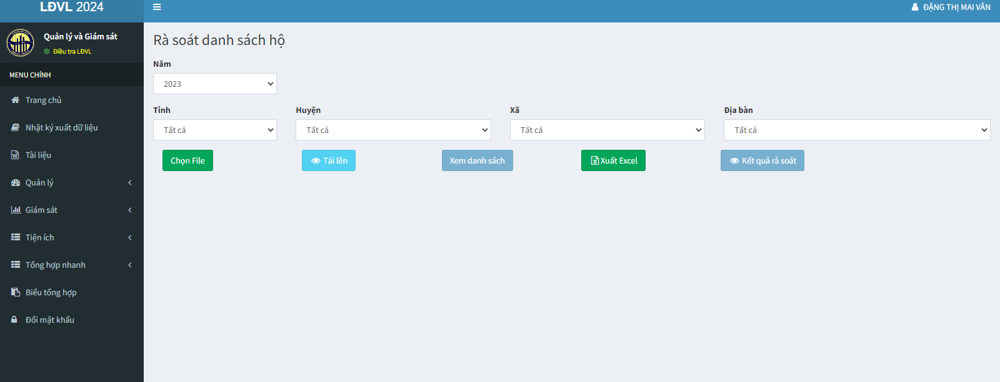 LĐVL 2024
ĐẶNG THỊ MAI VÂN
Quản lý và Giám sát
Điều tra LĐVL
MENU CHÍNH
Trang chủ
Nhật ký xuất dữ liệu
Tài liệu
Quản lý
Giám sát
Tiện ích
Tổng hợp nhanh
Biểu tổng hợp
Đổi mật khẩu
Rà soát danh sách hộ
Năm
2023
Tỉnh Huyện Xã Địa bàn
Tất cả Tất cả Tất cả Tất cả
Chọn File Tải lên Xem danh sách Xuất Excel Kết quả rà soát